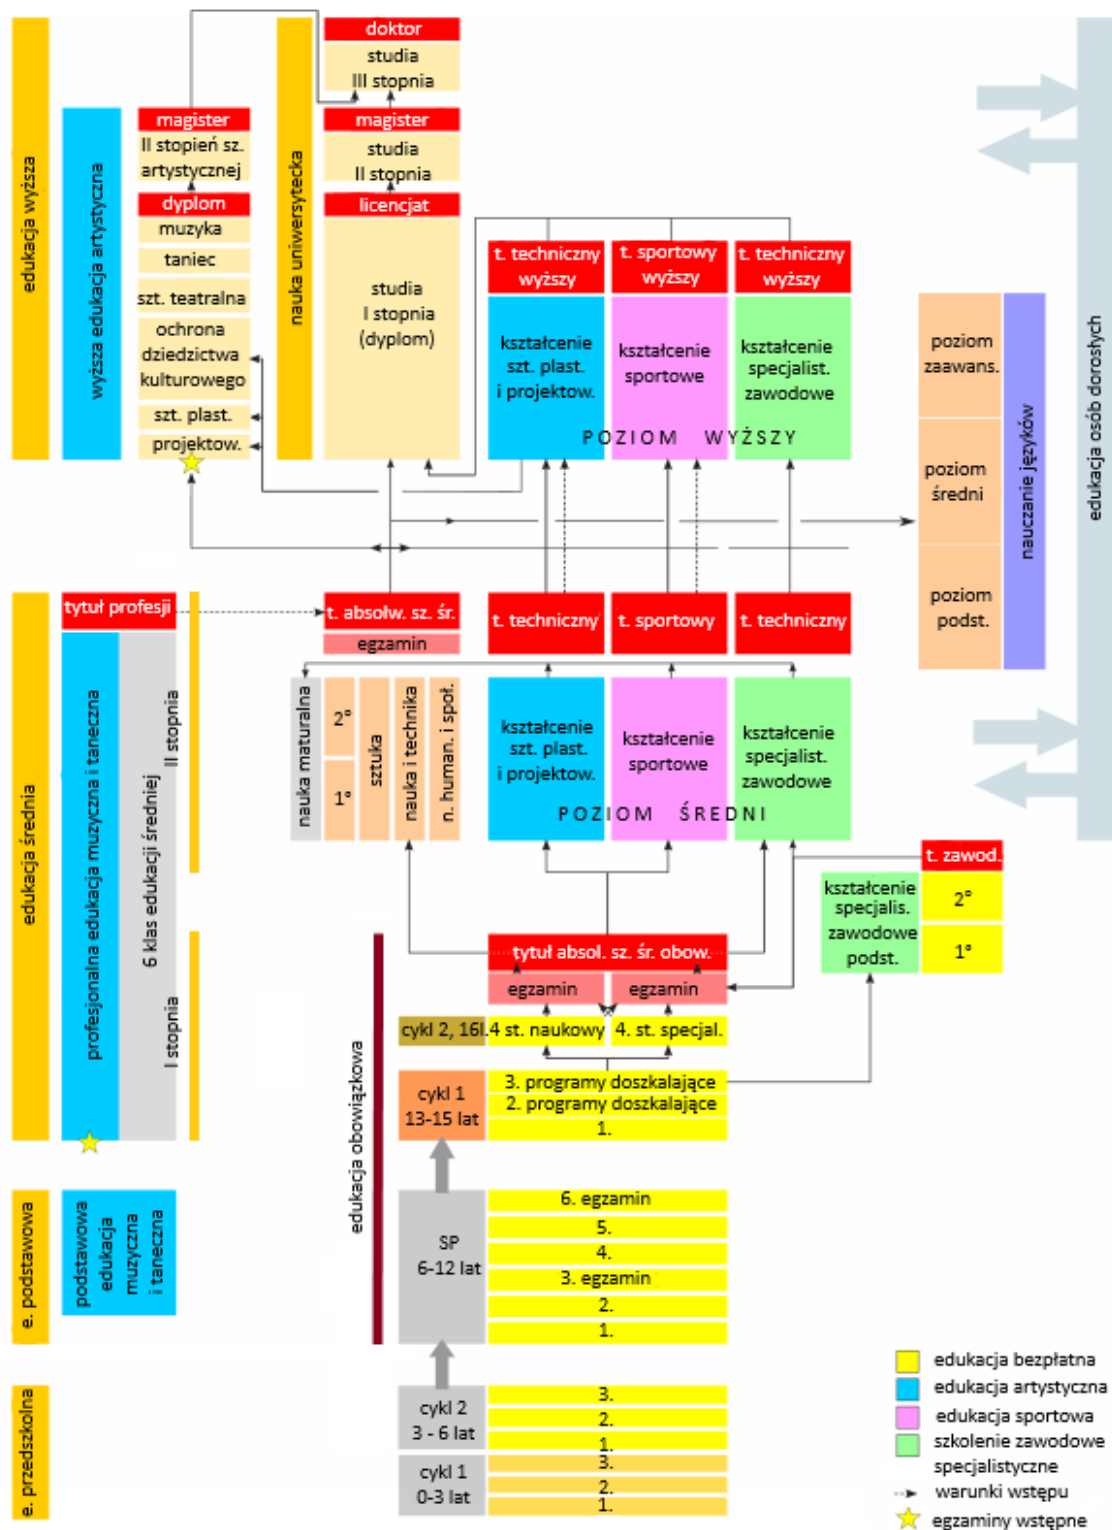 doktor
studia
III stopnia
magister
II stopień sz.
artystycznej
magister
studia
II stopnia
dyplom
muzyka
taniec
szt. teatralna
ochrona
dziedzictwa
kulturowego
szt. plast.
projektow.
licencjat
studia
I stopnia
(dyplom)
edukacja wyższa
wyższa edukacja artystyczna
nauka uniwersytecka
t. techniczny
wyższy
t. sportowy
wyższy
t. techniczny
wyższy
kształcenie
szt. plast.
i projektow.
kształcenie
sportowe
kształcenie
specjalist.
zawodowe
POZIOM WYŻSZY
poziom
zaawans.
poziom
średni
poziom
podst.
nauczanie języków
edukacja osób dorosłych
tytuł profesji
t. absolw. sz. śr.
egzamin
t. techniczny
t. sportowy
t. techniczny
edukacja średnia
profesjonalna edukacja muzyczna i taneczna
6 klas edukacji średniej
II stopnia
I stopnia
nauka maturalna
2°
1°
sztuka
nauka i technika
n. human. i społ.
kształcenie
szt. plast.
i projektow.
kształcenie
sportowe
kształcenie
specjalist.
zawodowe
POZIOM ŚREDNI
t. zawod.
kształcenie
specjalis.
zawodowe
podst.
2°
1°
tytuł absol. sz. śr. obow.
egzamin
egzamin
cykl 2, 16l.
4 st. naukowy
4. st. specjal.
edukacja obowiązkowa
cykl 1
13-15 lat
3. programy doszkalające
2. programy doszkalające
1.
e. podstawowa
podstawowa
edukacja
muzyczna
i taneczna
SP
6-12 lat
6. egzamin
5.
4.
3. egzamin
2.
1.
e. przedszkolna
cykl 2
3 - 6 lat
3.
2.
1.
cykl 1
0-3 lat
3.
2.
1.
edukacja bezpłatna
edukacja artystyczna
edukacja sportowa
szkolenie zawodowe
specjalistyczne
warunki wstępu
egzaminy wstępne